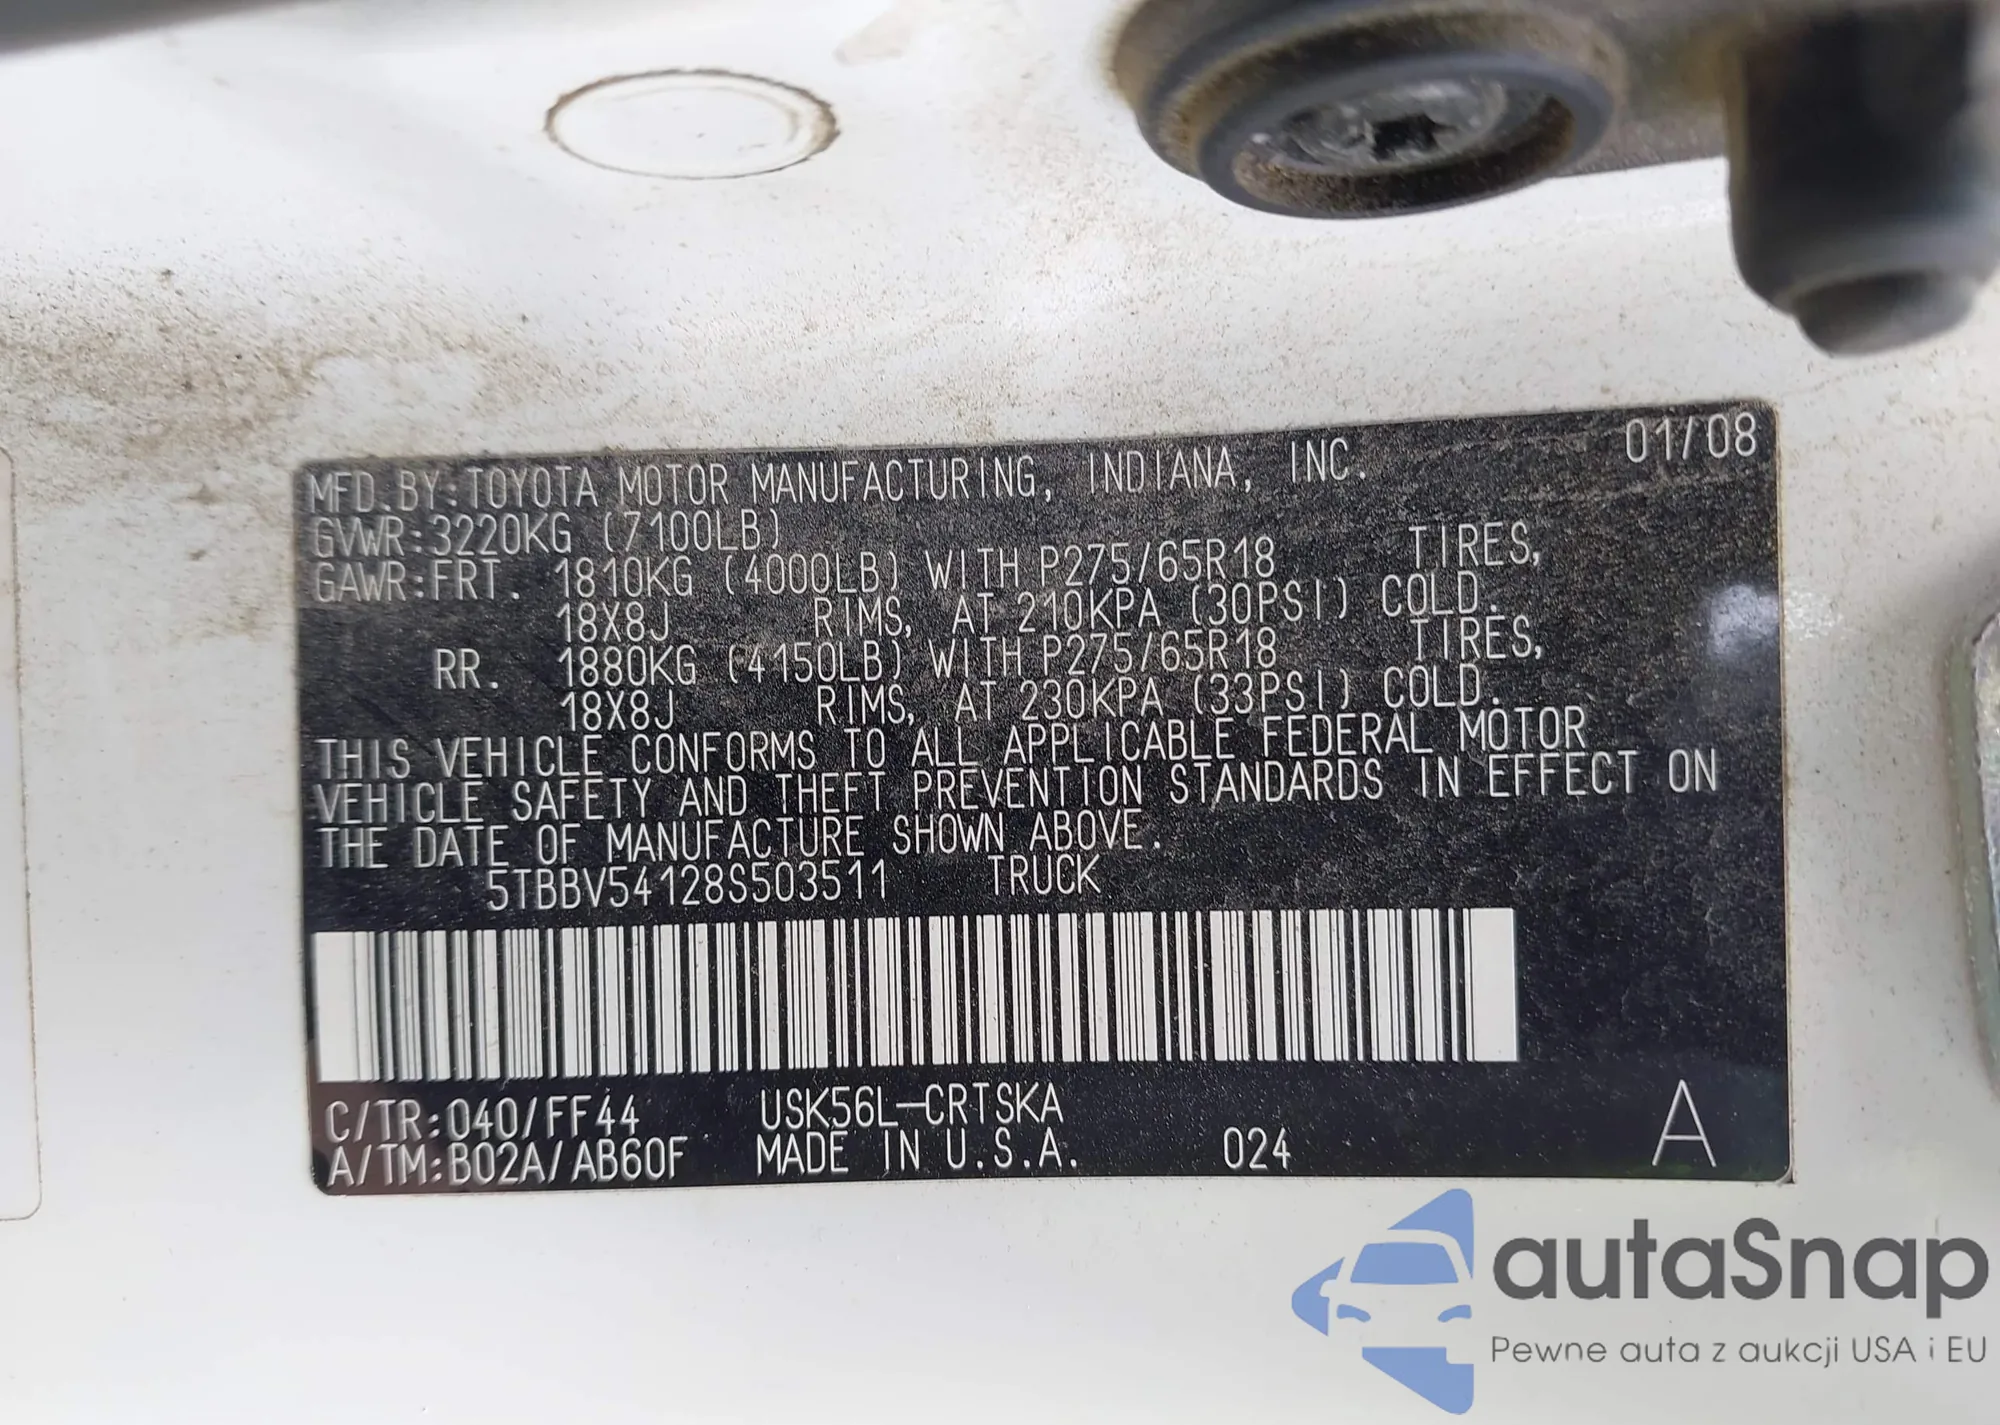 MFD.BY:TOYOTA MOTOR MANUFACTURING, INDIANA, INC. 01/08
GVWR:3220KG (7100LB)
GAWR:FRT. 1810KG (4000LB) WITH P275/65R18 TIRES,
18X8J RIMS, AT 210KPA (30PSI) COLD.
RR. 1880KG (4150LB) WITH P275/65R18 TIRES,
18X8J RIMS, AT 230KPA (33PSI) COLD.
THIS VEHICLE CONFORMS TO ALL APPLICABLE FEDERAL MOTOR
VEHICLE SAFETY AND THEFT PREVENTION STANDARDS IN EFFECT ON
THE DATE OF MANUFACTURE SHOWN ABOVE.
5TBBV54128S503511 TRUCK
C/TR:040/FF44 USK56L-CRTSKA
A/TM:B02A/AB60F MADE IN U.S.A. 024 A
autaSnap
Pewne auta z aukcji USA i EU